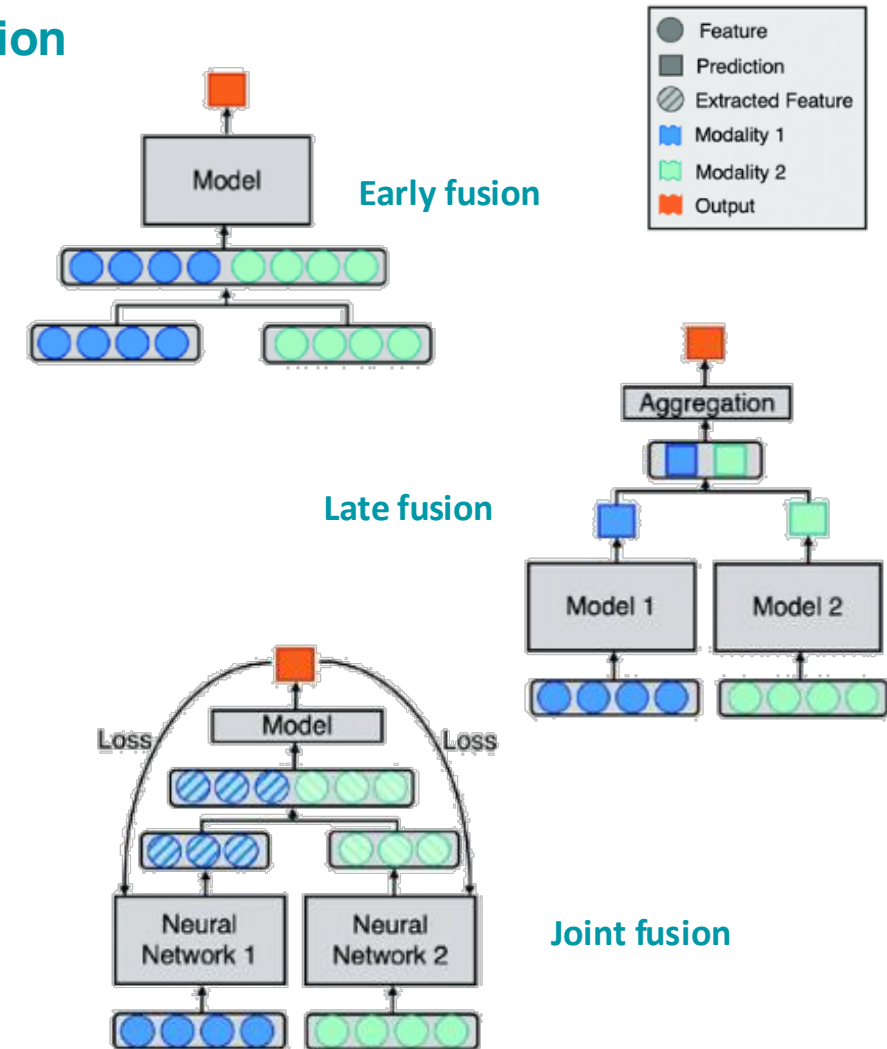 ion
Feature
Prediction
Extracted Feature
Modality 1
Modality 2
Output
Model
Early fusion
Aggregation
Late fusion
Model 1
Model 2
Model
Loss
Loss
Neural
Network 1
Neural
Network 2
Joint fusion